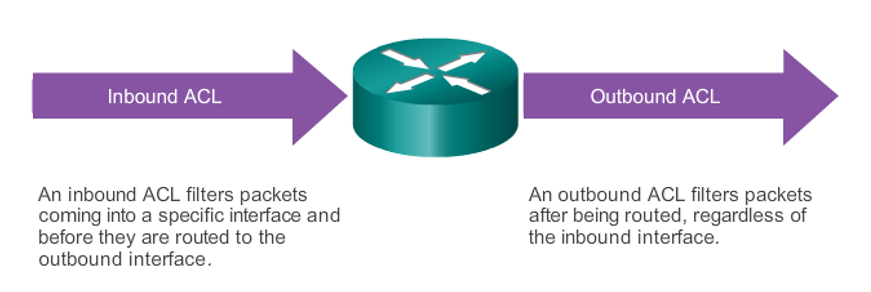 Inbound ACL
Outbound ACL
An inbound ACL filters packets
coming into a specific interface and
before they are routed to the
outbound interface.
An outbound ACL filters packets
after being routed, regardless of
the inbound interface.